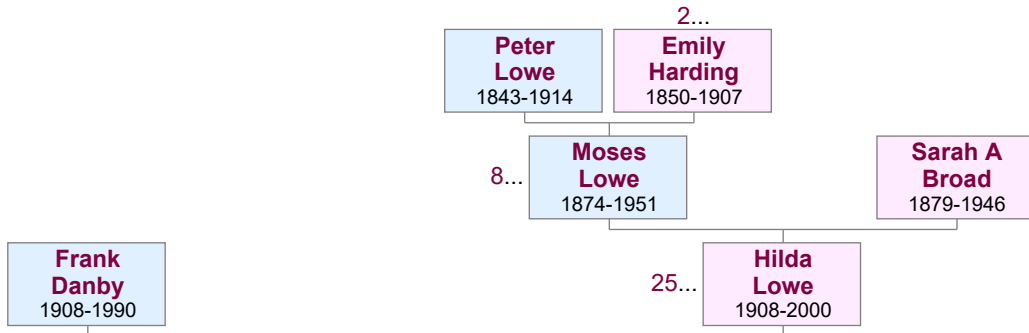 2...
Peter
Lowe
1843-1914
Emily
Harding
1850-1907
8...
Moses
Lowe
1874-1951
Sarah A
Broad
1879-1946
Frank
Danby
1908-1990
25...
Hilda
Lowe
1908-2000